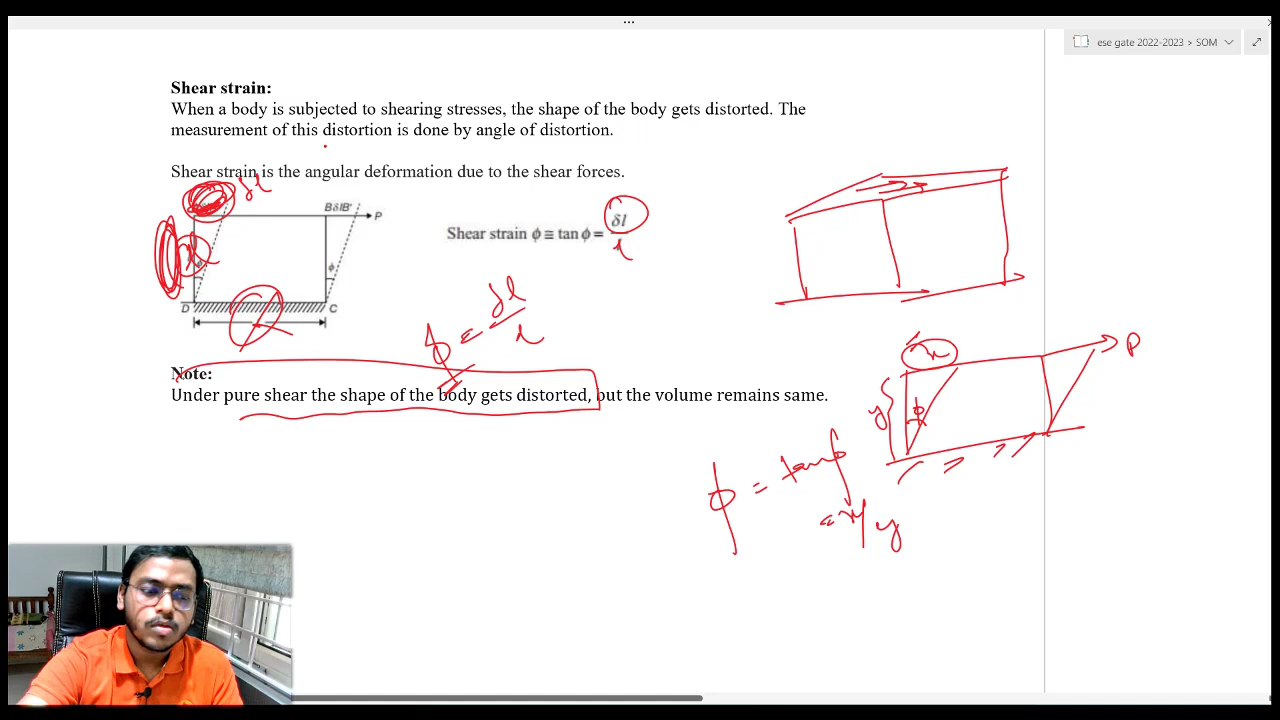 ese gate 2022-2023 > SOM
Shear strain:
When a body is subjected to shearing stresses, the shape of the body gets distorted. The
measurement of this distortion is done by angle of distortion.
Shear strain is the angular deformation due to the shear forces.
δl
B δl B' P
Shear strain ϕ ≅ tan ϕ = δl
l
l
ϕ ϕ
D C
ϕ = δl
l
x P
y ϕ
Note:
Under pure shear the shape of the body gets distorted, but the volume remains same.
ϕ = tanϕ
= x/y